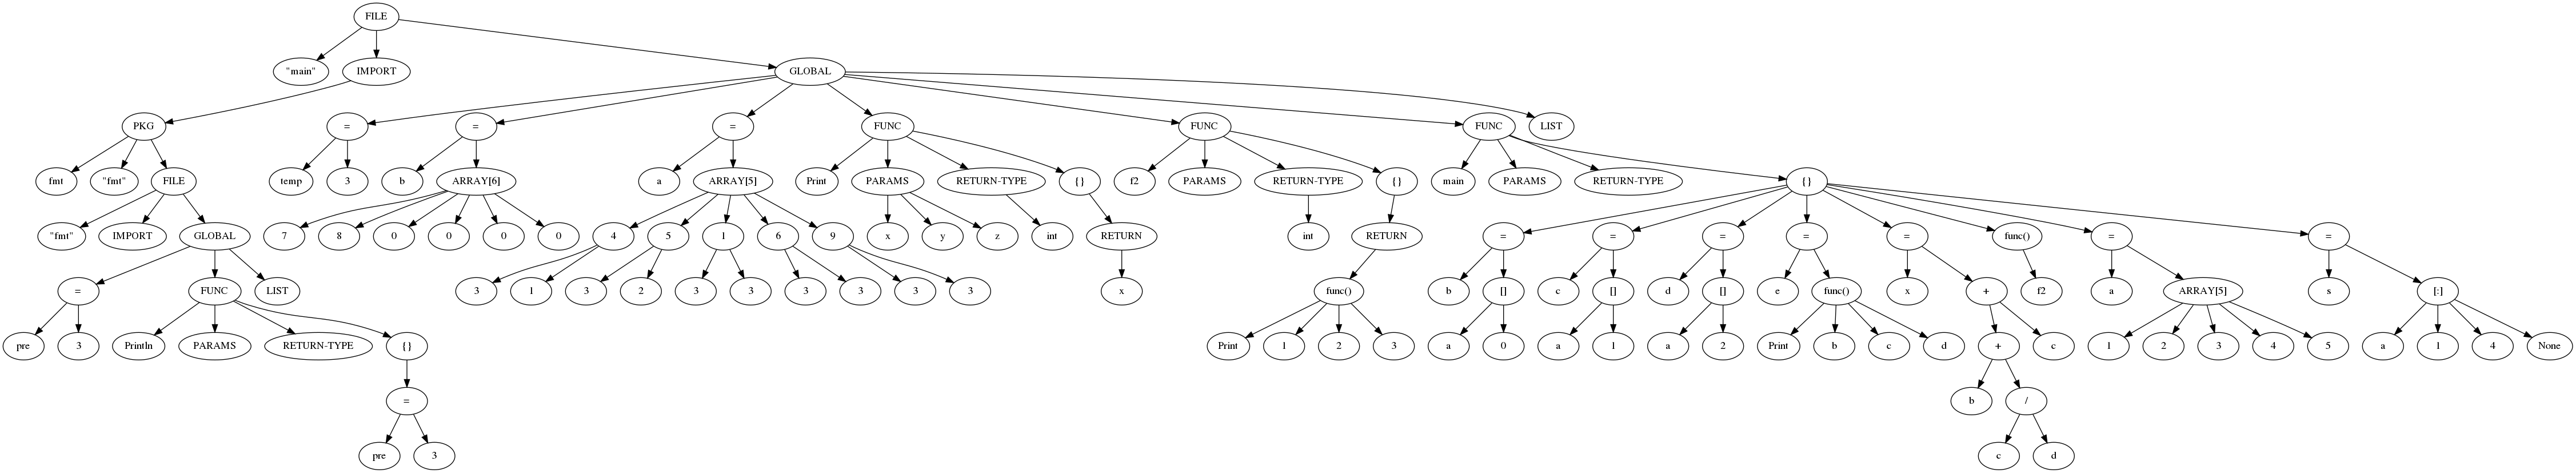 FILE
"main" IMPORT GLOBAL
PKG = = = FUNC FUNC FUNC LIST
fmt "fmt" FILE temp 3 b ARRAY[6] a ARRAY[5] Print PARAMS RETURN-TYPE {} f2 PARAMS RETURN-TYPE {} main PARAMS RETURN-TYPE {}
"fmt" IMPORT GLOBAL 7 8 0 0 0 0 4 5 1 6 9 x y z int RETURN int RETURN = = = = = func() = =
= FUNC LIST 3 1 3 2 3 3 3 3 3 3 x func() b [] c [] d [] e func() x + f2 a ARRAY[5] s [:]
pre 3 Println PARAMS RETURN-TYPE {} Print 1 2 3 a 0 a 1 a 2 Print b c d + c 1 2 3 4 5 a 1 4 None
= b /
pre 3 c d